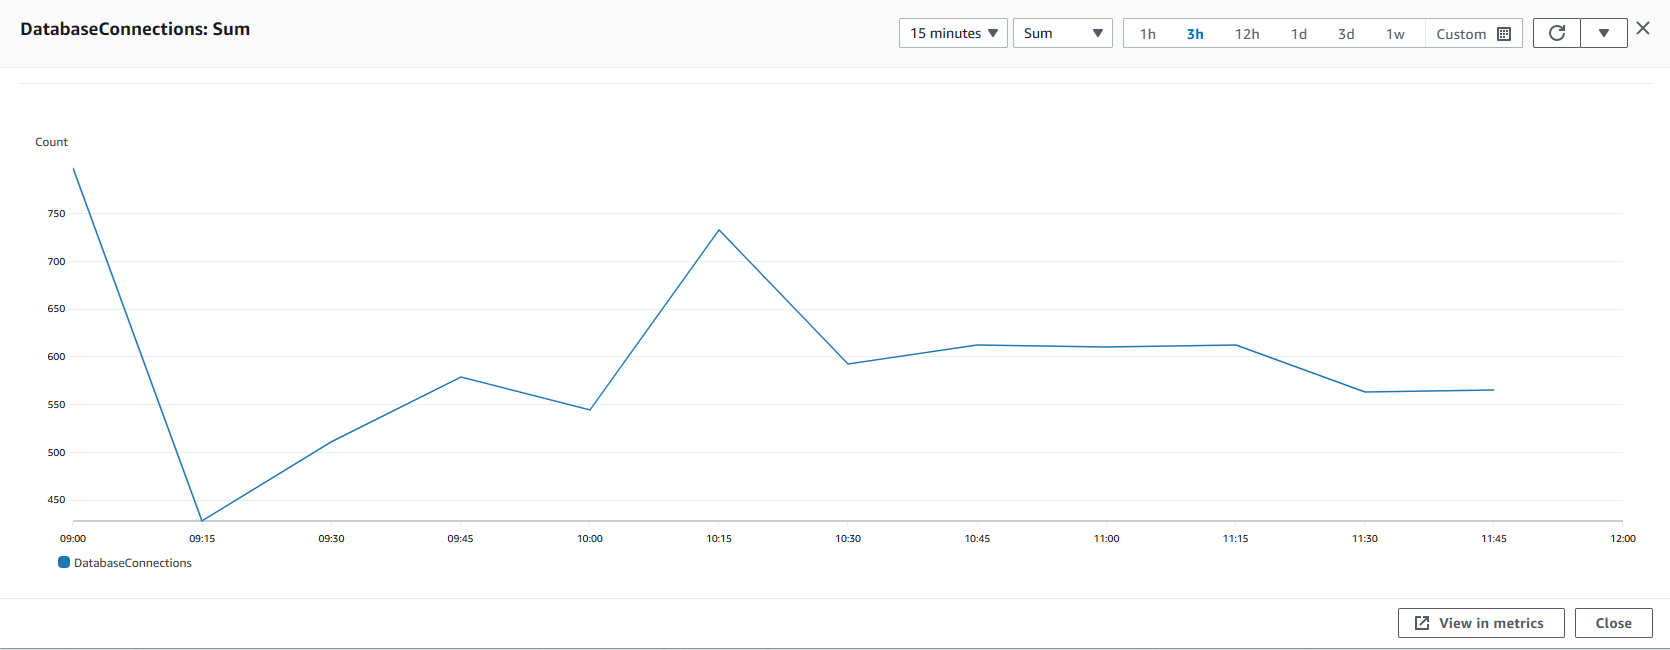 DatabaseConnections: Sum
15 minutes Sum 1h 3h 12h 1d 3d 1w Custom
Count
750
700
650
600
550
500
450
09:00 09:15 09:30 09:45 10:00 10:15 10:30 10:45 11:00 11:15 11:30 11:45 12:00
DatabaseConnections
View in metrics Close